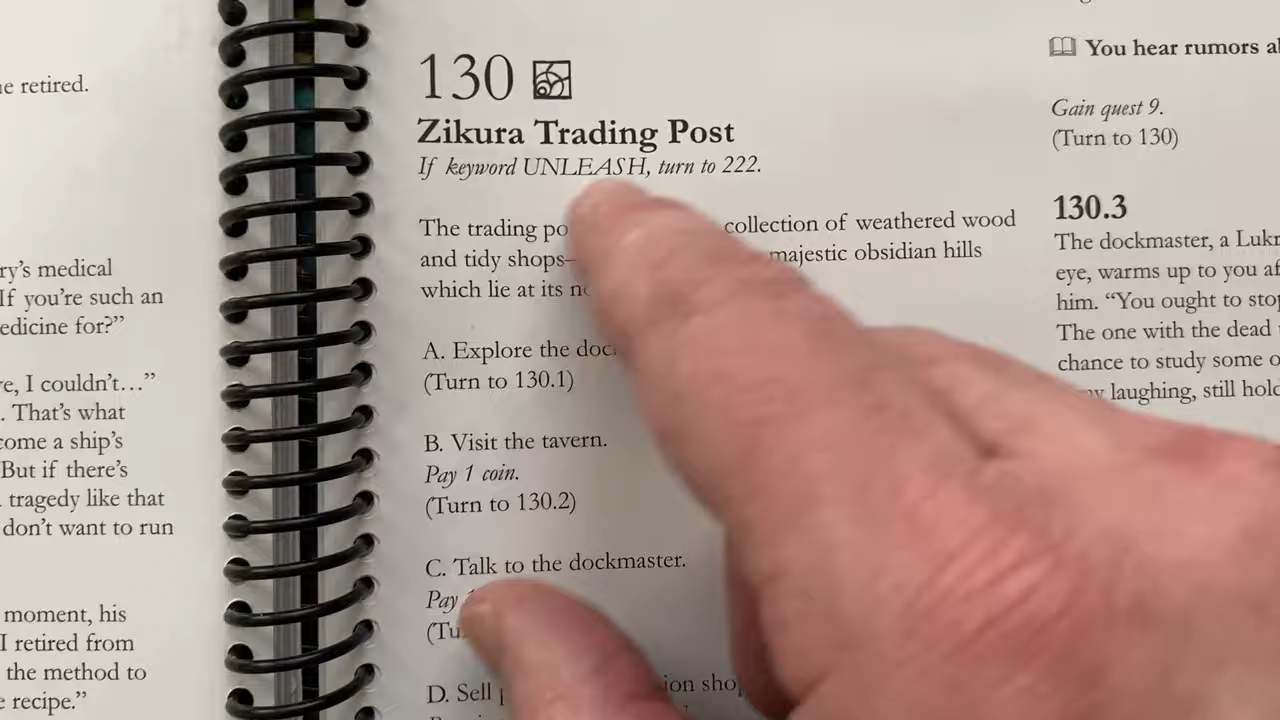 e retired.
ry's medical
If you're such an
edicine for?"
re, I couldn't…"
. That's what
come a ship's
But if there's
tragedy like that
don't want to run
moment, his
I retired from
the method to
e recipe."
130
Zikura Trading Post
If keyword UNLEASH, turn to 222.
The trading po collection of weathered wood
and tidy shops— majestic obsidian hills
which lie at its
A. Explore the
(Turn to 130.1)
B. Visit the tavern.
Pay 1 coin.
(Turn to 130.2)
C. Talk to the dockmaster.
Pay
(Tu
D. Sell
You hear rumors
Gain quest 9.
(Turn to 130)
130.3
The dockmaster, a
eye, warms up to you
him. "You ought to
The one with the dead
chance to study some
laughing, still